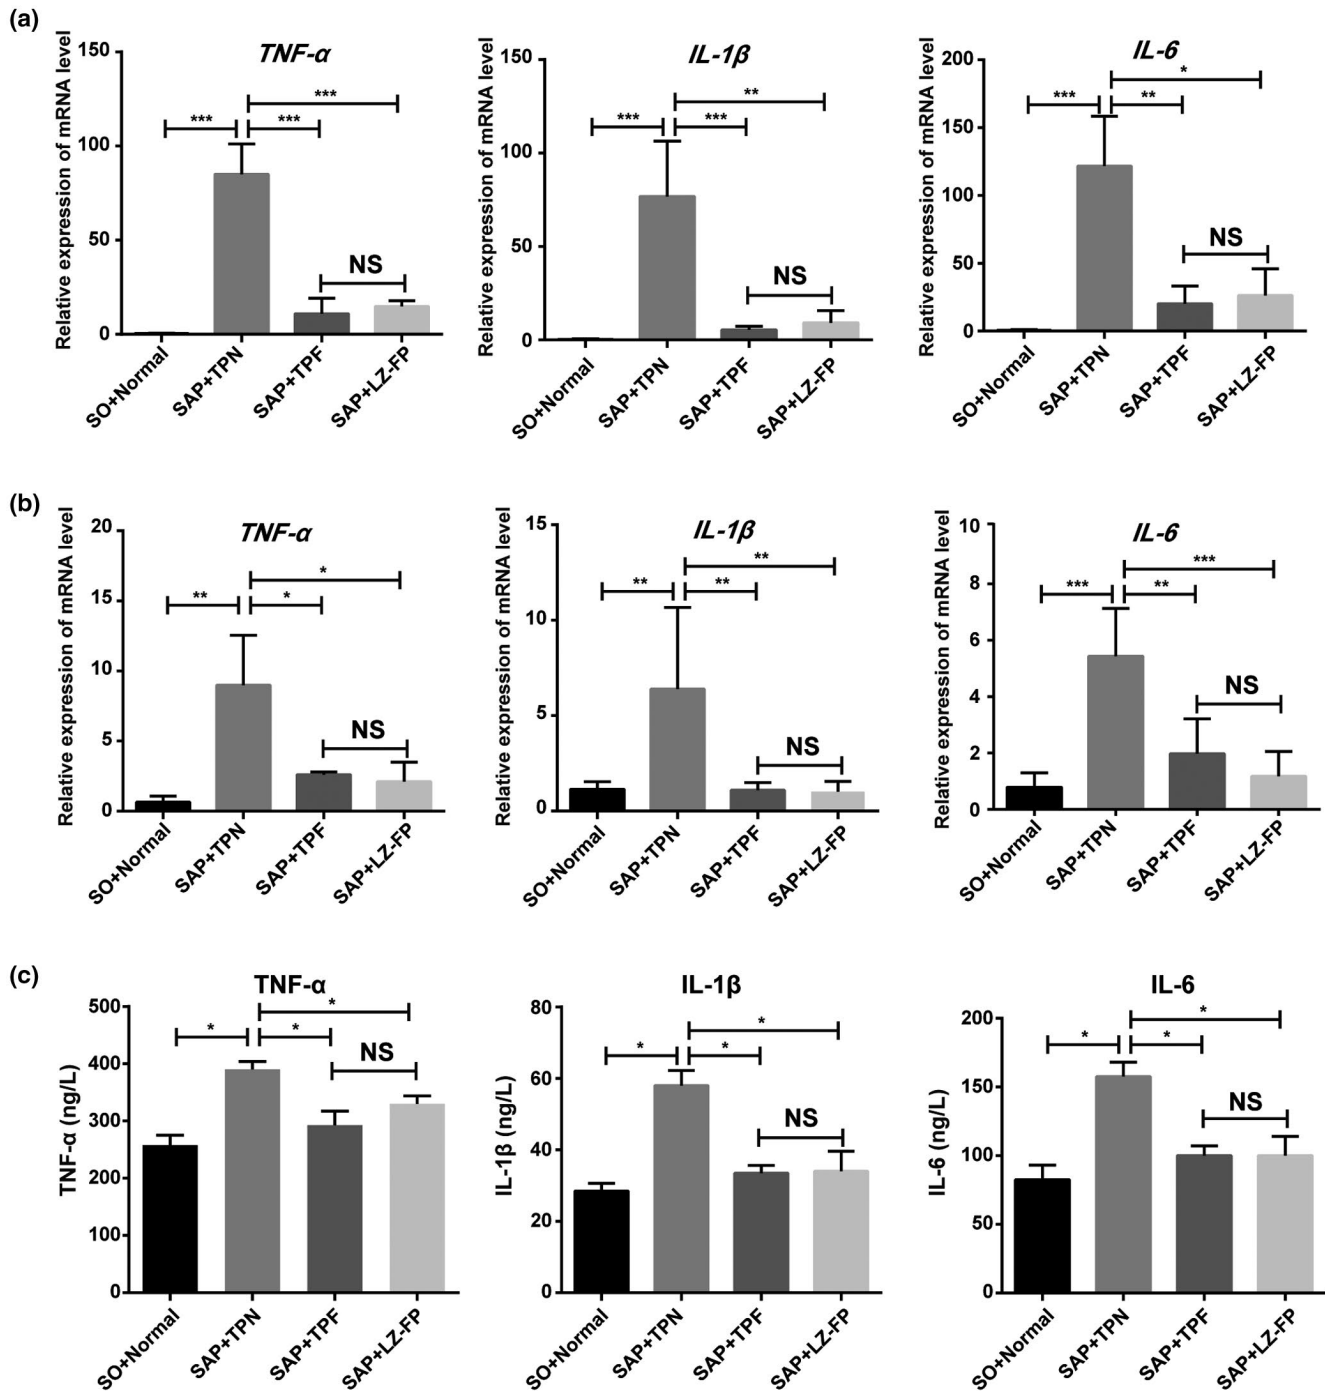 (a)
TNF-α
Relative expression of mRNA level
150
100
50
0
***
***
***
NS
SO+Normal
SAP+TPN
SAP+TPF
SAP+LZ-FP
IL-1β
Relative expression of mRNA level
150
100
50
0
**
***
***
NS
SO+Normal
SAP+TPN
SAP+TPF
SAP+LZ-FP
IL-6
Relative expression of mRNA level
200
150
100
50
0
*
***
**
NS
SO+Normal
SAP+TPN
SAP+TPF
SAP+LZ-FP
(b)
TNF-α
Relative expression of mRNA level
20
15
10
5
0
*
**
*
NS
SO+Normal
SAP+TPN
SAP+TPF
SAP+LZ-FP
IL-1β
Relative expression of mRNA level
15
10
5
0
**
**
**
NS
SO+Normal
SAP+TPN
SAP+TPF
SAP+LZ-FP
IL-6
Relative expression of mRNA level
10
8
6
4
2
0
***
***
**
NS
SO+Normal
SAP+TPN
SAP+TPF
SAP+LZ-FP
(c)
TNF-α
TNF-α (ng/L)
500
400
300
200
100
0
*
*
*
NS
SO+Normal
SAP+TPN
SAP+TPF
SAP+LZ-FP
IL-1β
IL-1β (ng/L)
80
60
40
20
0
*
*
*
NS
SO+Normal
SAP+TPN
SAP+TPF
SAP+LZ-FP
IL-6
IL-6 (ng/L)
200
150
100
50
0
*
*
*
NS
SO+Normal
SAP+TPN
SAP+TPF
SAP+LZ-FP